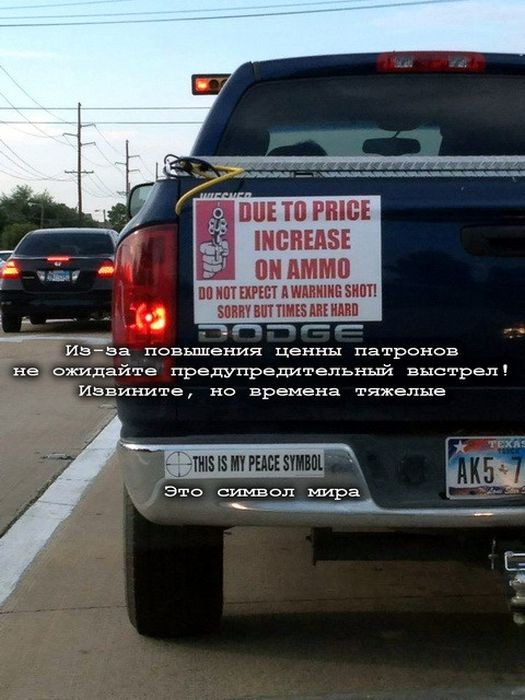 WIESNER
DUE TO PRICE
INCREASE
ON AMMO
DO NOT EXPECT A WARNING SHOT!
SORRY BUT TIMES ARE HARD
DODGE
Из-за повышения ценны патронов
не ожидайте предупредительный выстрел!
Извините, но времена тяжелые
THIS IS MY PEACE SYMBOL
Это символ мира
TEXAS
TRUCK
AK5